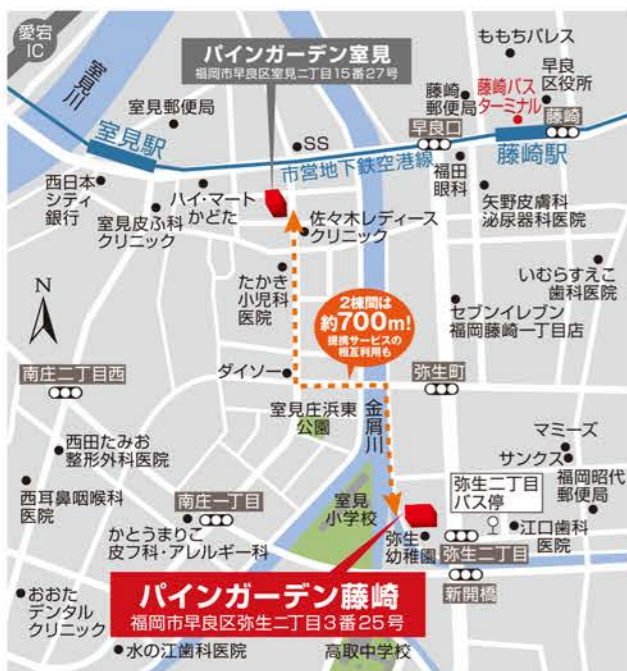 愛宕
IC
室見川
パインガーデン室見
福岡市早良区室見二丁目15番27号
ももちパレス
早良
区役所
藤崎
郵便局
藤崎バス
ターミナル
藤崎
早良口
室見郵便局
SS
室見駅
市営地下鉄空港線
藤崎駅
福田
眼科
西日本
シティ
銀行
ハイ・マート
かどた
室見皮ふ科
クリニック
佐々木レディース
クリニック
矢野皮膚科
泌尿器科医院
たかき
小児科
医院
いむらすえこ
歯科医院
N
2棟間は
約700m!
提携サービスの
相互利用も
セブンイレブン
福岡藤崎一丁目店
南庄二丁目西
ダイソー
弥生町
室見庄浜東
公園
金屑川
西田たみお
整形外科医院
マミーズ
サンクス
福岡昭代
郵便局
西耳鼻咽喉科
医院
南庄一丁目
室見
小学校
弥生二丁目
バス停
かとうまりこ
皮フ科・アレルギー科
弥生
幼稚園
江口歯科
医院
弥生二丁目
新開橋
パインガーデン藤崎
福岡市早良区弥生二丁目3番25号
おおた
デンタル
クリニック
水の江歯科医院
高取中学校